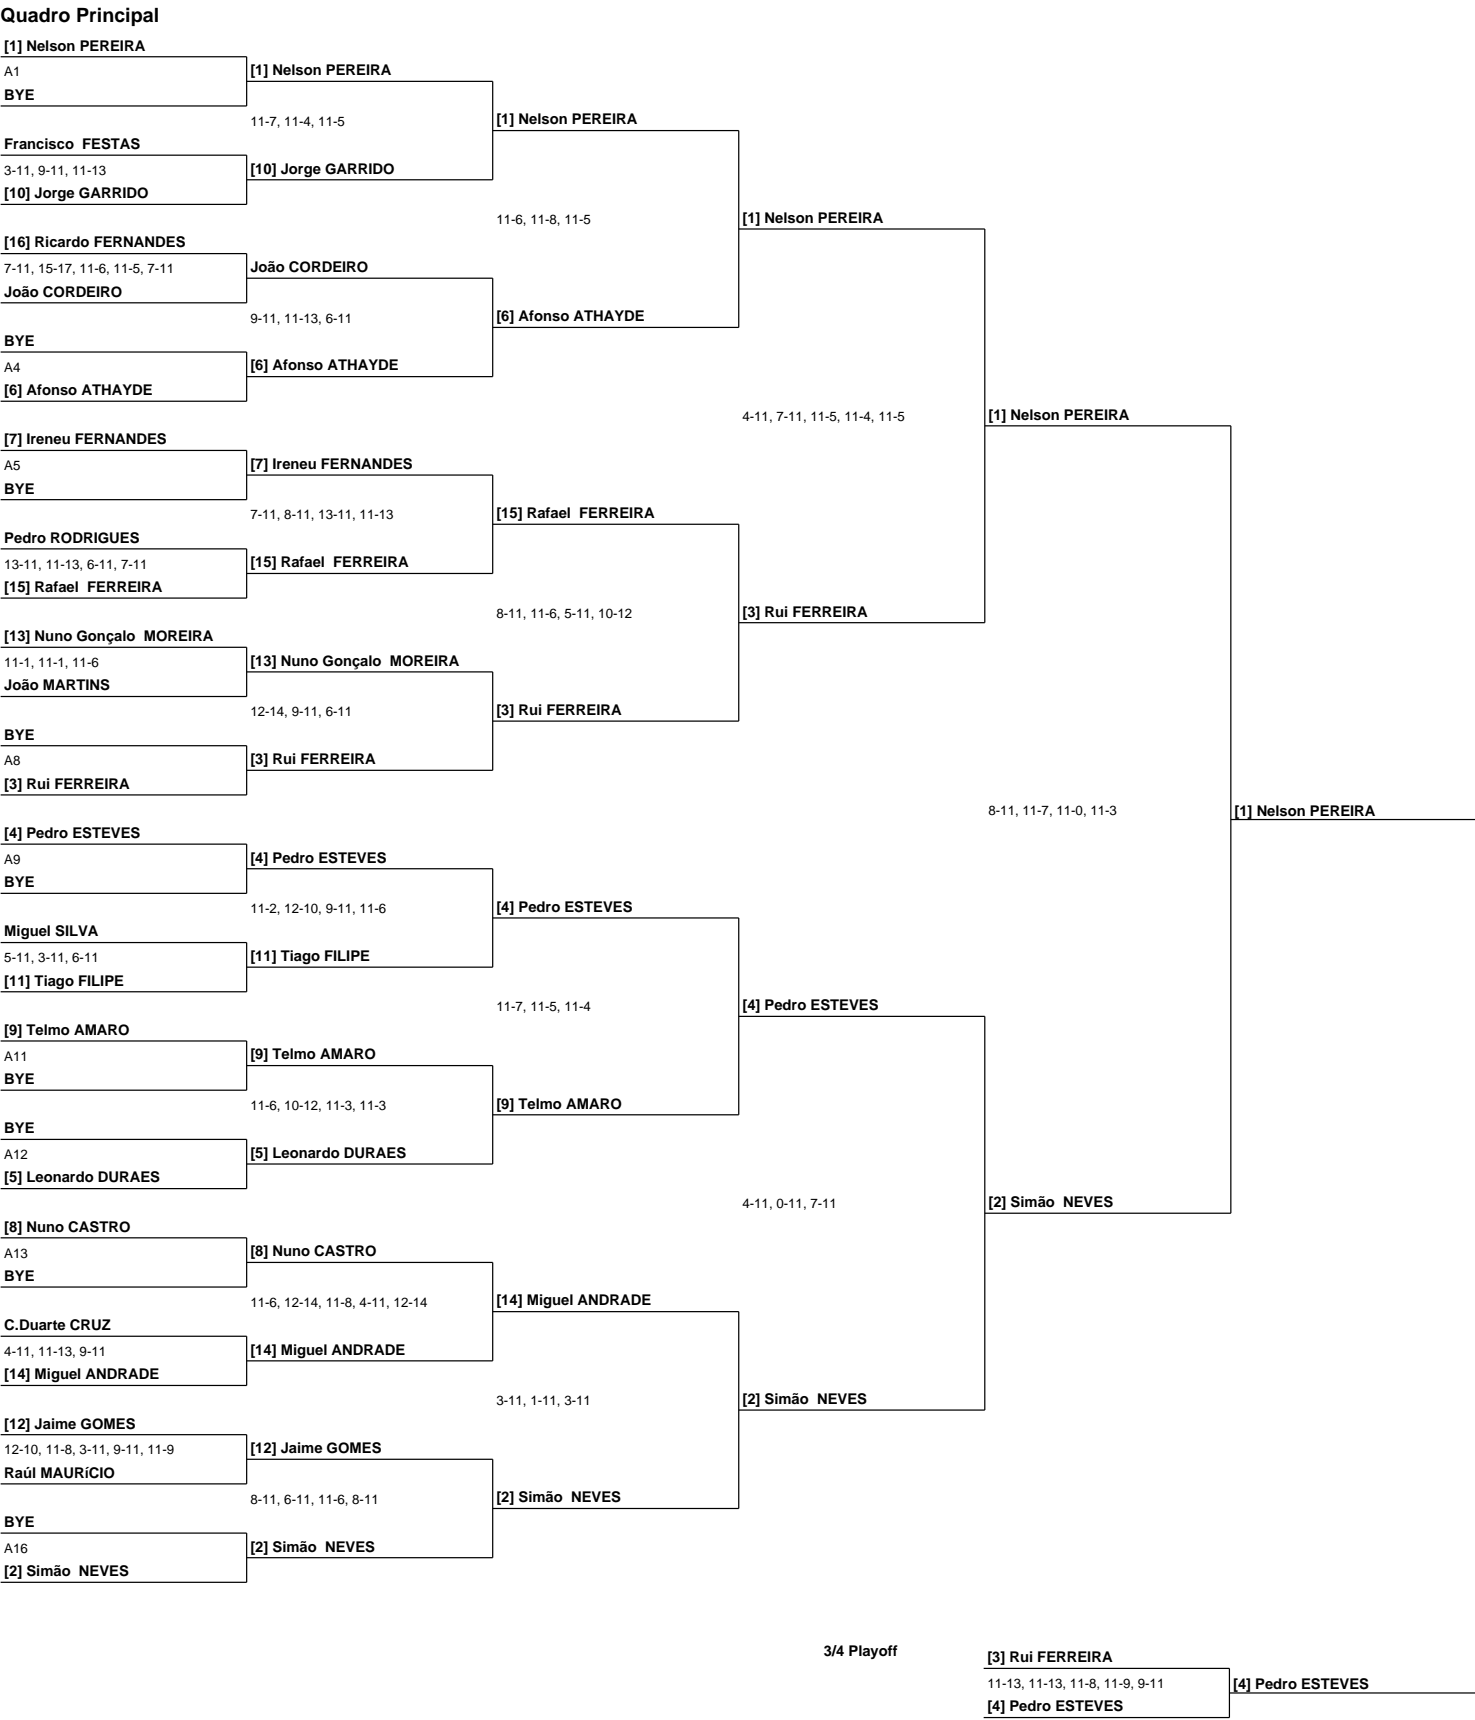 Quadro Principal
[1] Nelson PEREIRA
A1
BYE
Francisco  FESTAS
3-11, 9-11, 11-13
[10] Jorge GARRIDO
[16] Ricardo FERNANDES
7-11, 15-17, 11-6, 11-5, 7-11
João CORDEIRO
BYE
A4
[6] Afonso ATHAYDE
[7] Ireneu FERNANDES
A5
BYE
Pedro RODRIGUES
13-11, 11-13, 6-11, 7-11
[15] Rafael  FERREIRA
[13] Nuno Gonçalo  MOREIRA
11-1, 11-1, 11-6
João MARTINS
BYE
A8
[3] Rui FERREIRA
[4] Pedro ESTEVES
A9
BYE
Miguel SILVA
5-11, 3-11, 6-11
[11] Tiago FILIPE
[9] Telmo AMARO
A11
BYE
BYE
A12
[5] Leonardo DURAES
[8] Nuno CASTRO
A13
BYE
C.Duarte CRUZ
4-11, 11-13, 9-11
[14] Miguel ANDRADE
[12] Jaime GOMES
12-10, 11-8, 3-11, 9-11, 11-9
Raúl MAURíCIO
BYE
A16
[2] Simão  NEVES
[1] Nelson PEREIRA
11-7, 11-4, 11-5
[10] Jorge GARRIDO
João CORDEIRO
9-11, 11-13, 6-11
[6] Afonso ATHAYDE
[7] Ireneu FERNANDES
7-11, 8-11, 13-11, 11-13
[15] Rafael  FERREIRA
[13] Nuno Gonçalo  MOREIRA
12-14, 9-11, 6-11
[3] Rui FERREIRA
[4] Pedro ESTEVES
11-2, 12-10, 9-11, 11-6
[11] Tiago FILIPE
[9] Telmo AMARO
11-6, 10-12, 11-3, 11-3
[5] Leonardo DURAES
[8] Nuno CASTRO
11-6, 12-14, 11-8, 4-11, 12-14
[14] Miguel ANDRADE
[12] Jaime GOMES
8-11, 6-11, 11-6, 8-11
[2] Simão  NEVES
[1] Nelson PEREIRA
11-6, 11-8, 11-5
[6] Afonso ATHAYDE
[15] Rafael  FERREIRA
8-11, 11-6, 5-11, 10-12
[3] Rui FERREIRA
[4] Pedro ESTEVES
11-7, 11-5, 11-4
[9] Telmo AMARO
[14] Miguel ANDRADE
3-11, 1-11, 3-11
[2] Simão  NEVES
[1] Nelson PEREIRA
4-11, 7-11, 11-5, 11-4, 11-5
[3] Rui FERREIRA
[4] Pedro ESTEVES
4-11, 0-11, 7-11
[2] Simão  NEVES
[1] Nelson PEREIRA
8-11, 11-7, 11-0, 11-3
[2] Simão  NEVES
[1] Nelson PEREIRA
3/4 Playoff
[3] Rui FERREIRA
11-13, 11-13, 11-8, 11-9, 9-11
[4] Pedro ESTEVES
[4] Pedro ESTEVES